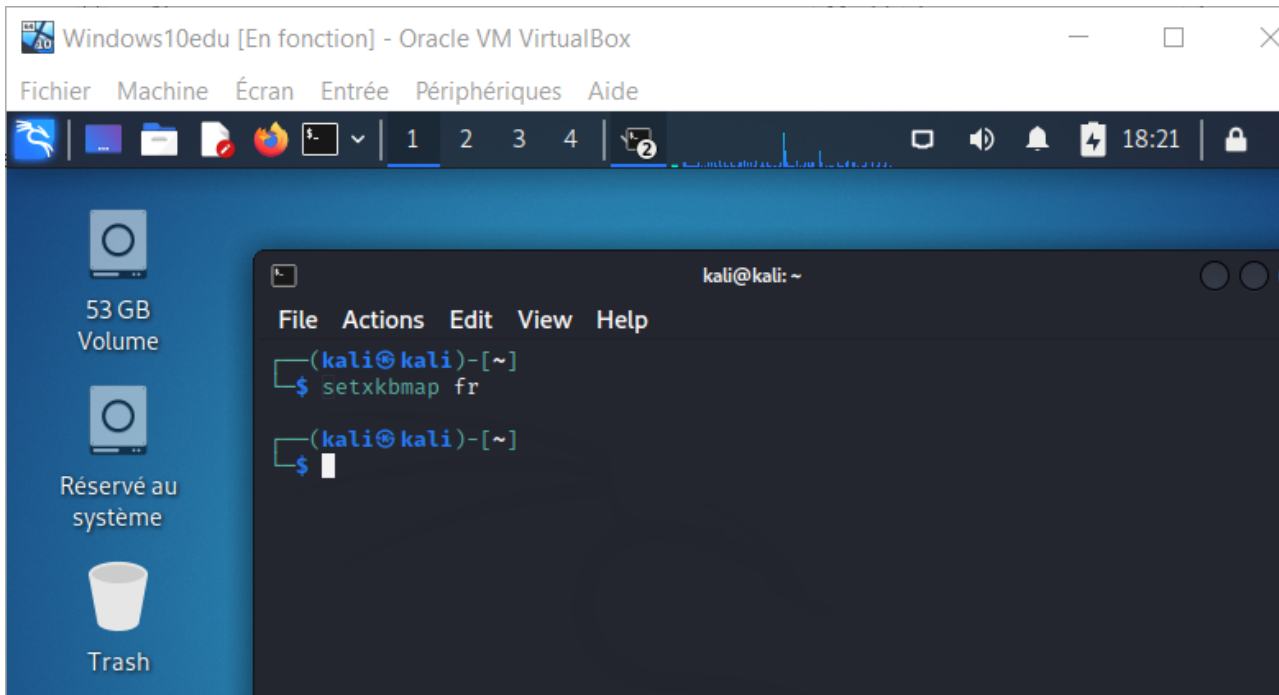 Windows10edu [En fonction] - Oracle VM VirtualBox
Fichier Machine Écran Entrée Périphériques Aide
1 2 3 4 2 18:21
53 GB
Volume
Réservé au
système
Trash
kali@kali: ~
File Actions Edit View Help
┌──(kali㉿kali)-[~]
└─$ setxkbmap fr
┌──(kali㉿kali)-[~]
└─$